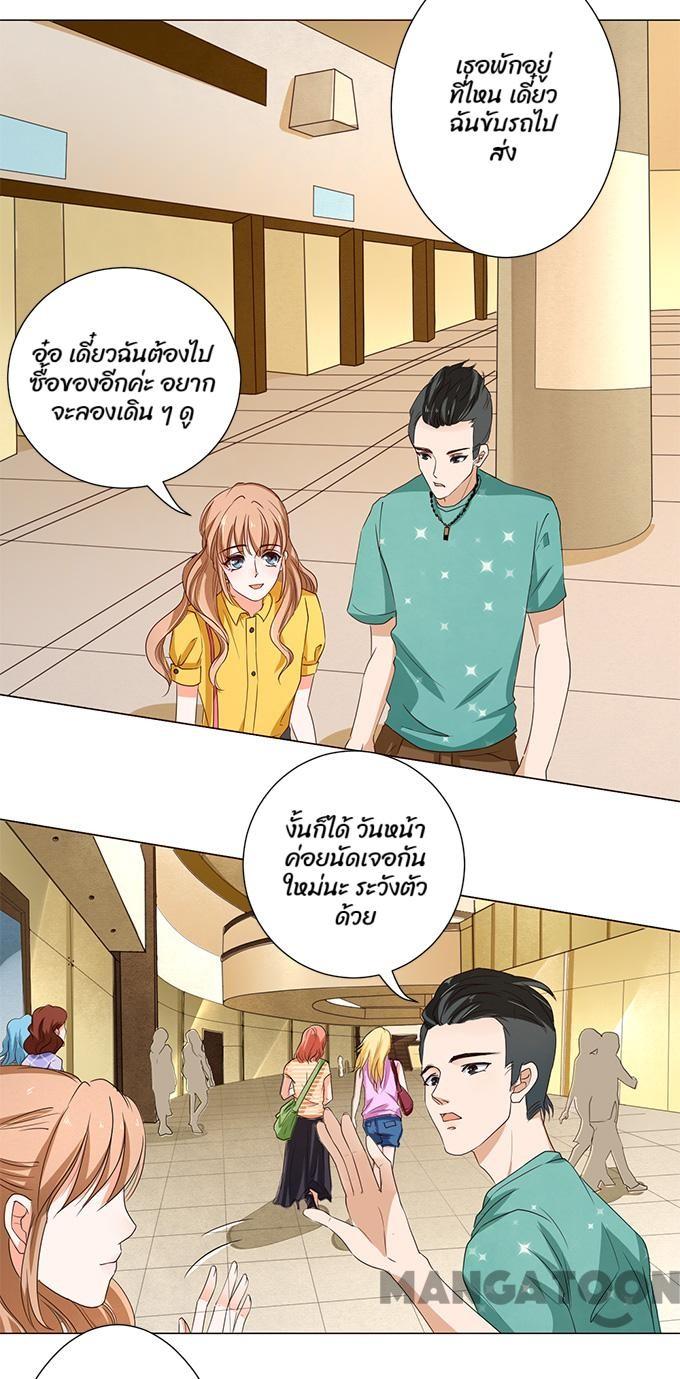 เธอพักอยู่
ที่ไหน เดี๋ยว
ฉันขับรถไป
ส่ง
อ๋อ เดี๋ยวฉันต้องไป
ซื้อของอีกค่ะ อยาก
จะลองเดิน ๆ ดู
งั้นก็ได้ วันหน้า
ค่อยนัดเจอกัน
ใหม่นะ ระวังตัว
ด้วย
MANGATOON